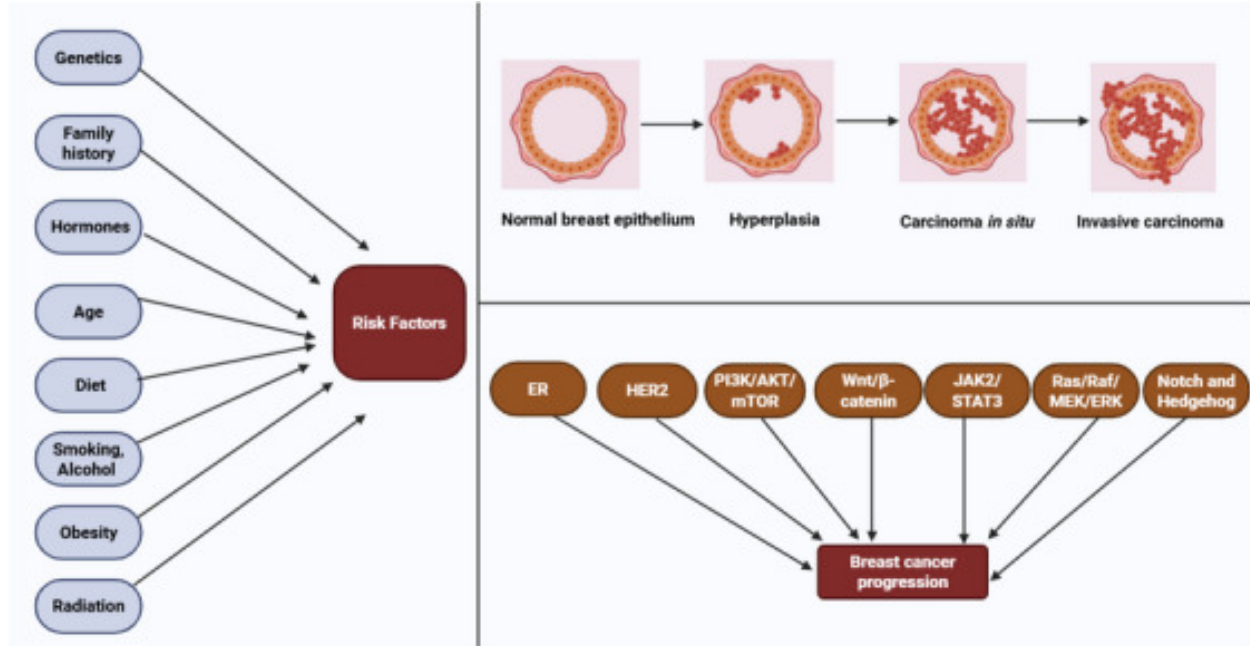 Genetics
Family
history
Hormones
Age
Diet
Smoking,
Alcohol
Obesity
Radiation
Risk Factors
Normal breast epithelium
Hyperplasia
Carcinoma in situ
Invasive carcinoma
ER
HER2
PI3K/AKT/
mTOR
Wnt/β-
catenin
JAK2/
STAT3
Ras/Raf/
MEK/ERK
Notch and
Hedgehog
Breast cancer
progression